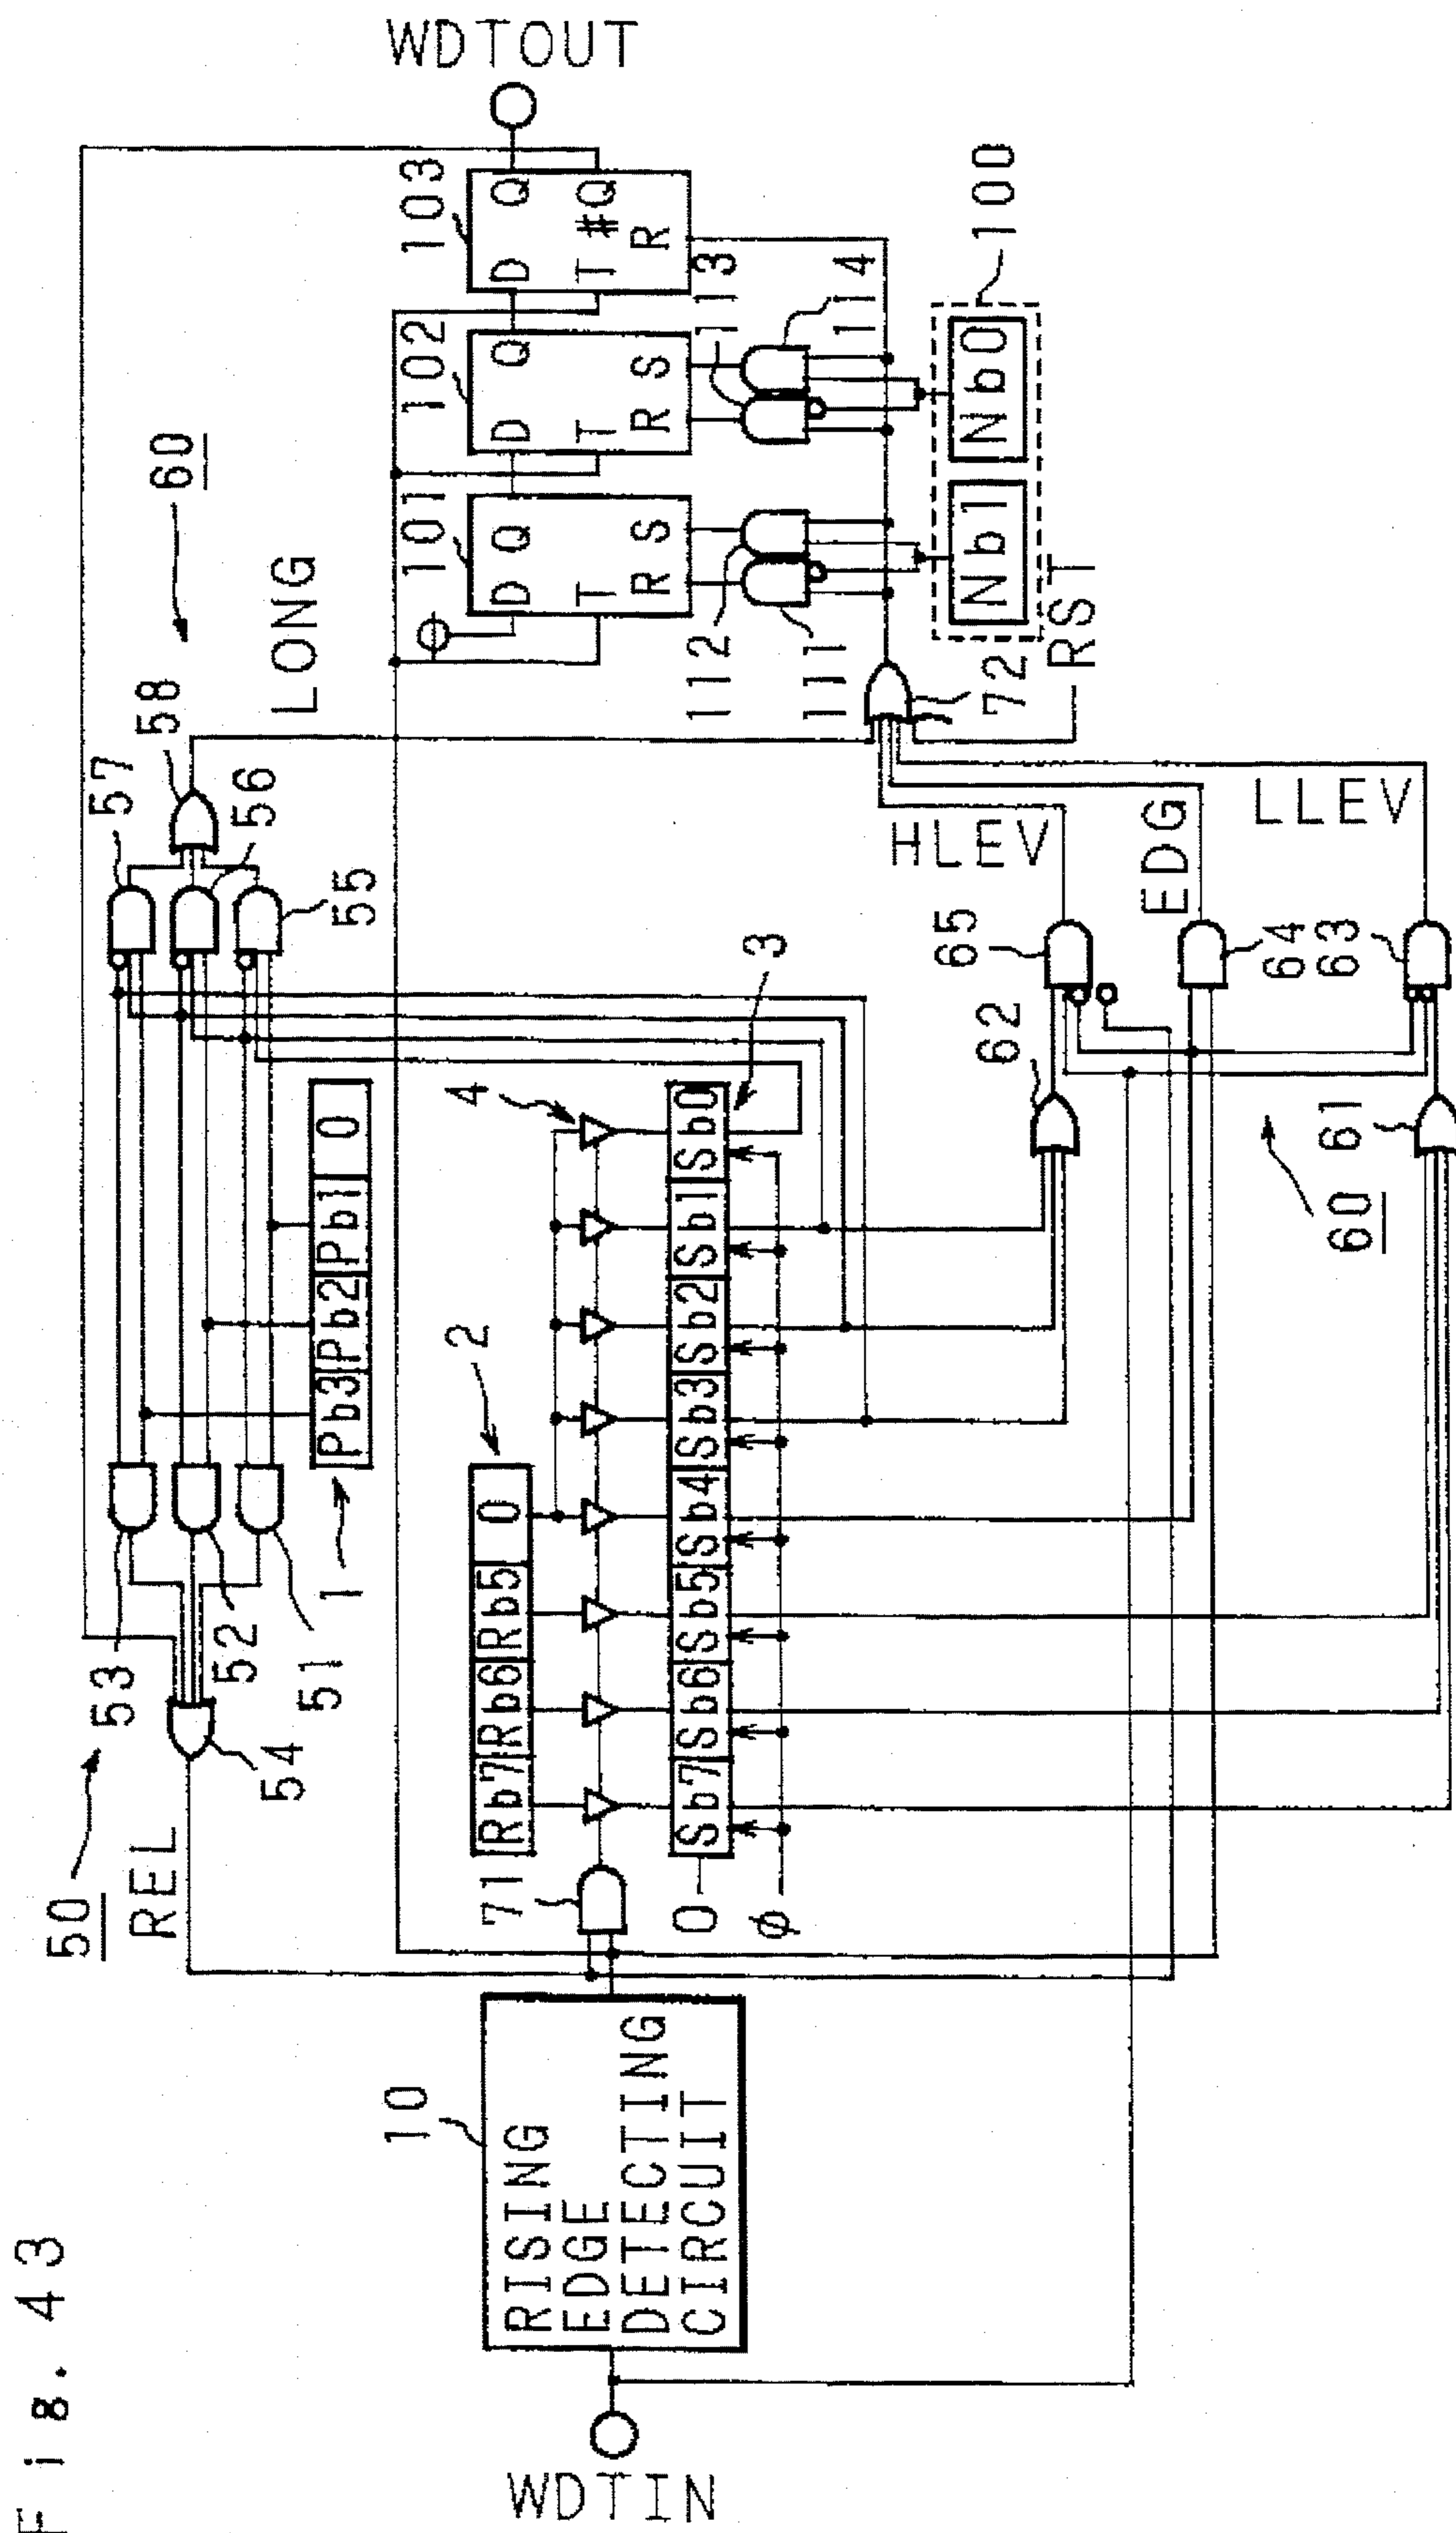 Fig. 43
WDTIN
10
RISING
EDGE
DETECTING
CIRCUIT
50
REL
53
52
51
54
1
Pb3 Pb2 Pb1 0
57
58
56
55
60
LONG
2
Rb7 Rb6 Rb5 0
4
71
0
Sb7 Sb6 Sb5 Sb4 Sb3 Sb2 Sb1 Sb0
3
φ
101
D Q
T
R S
102
D Q
T
R S
103
D Q
T #Q
R
WDTOUT
112
111
113
114
72
Nb1 Nb0
100
RST
HLEV
EDG
LLEV
62
65
64
63
61
60